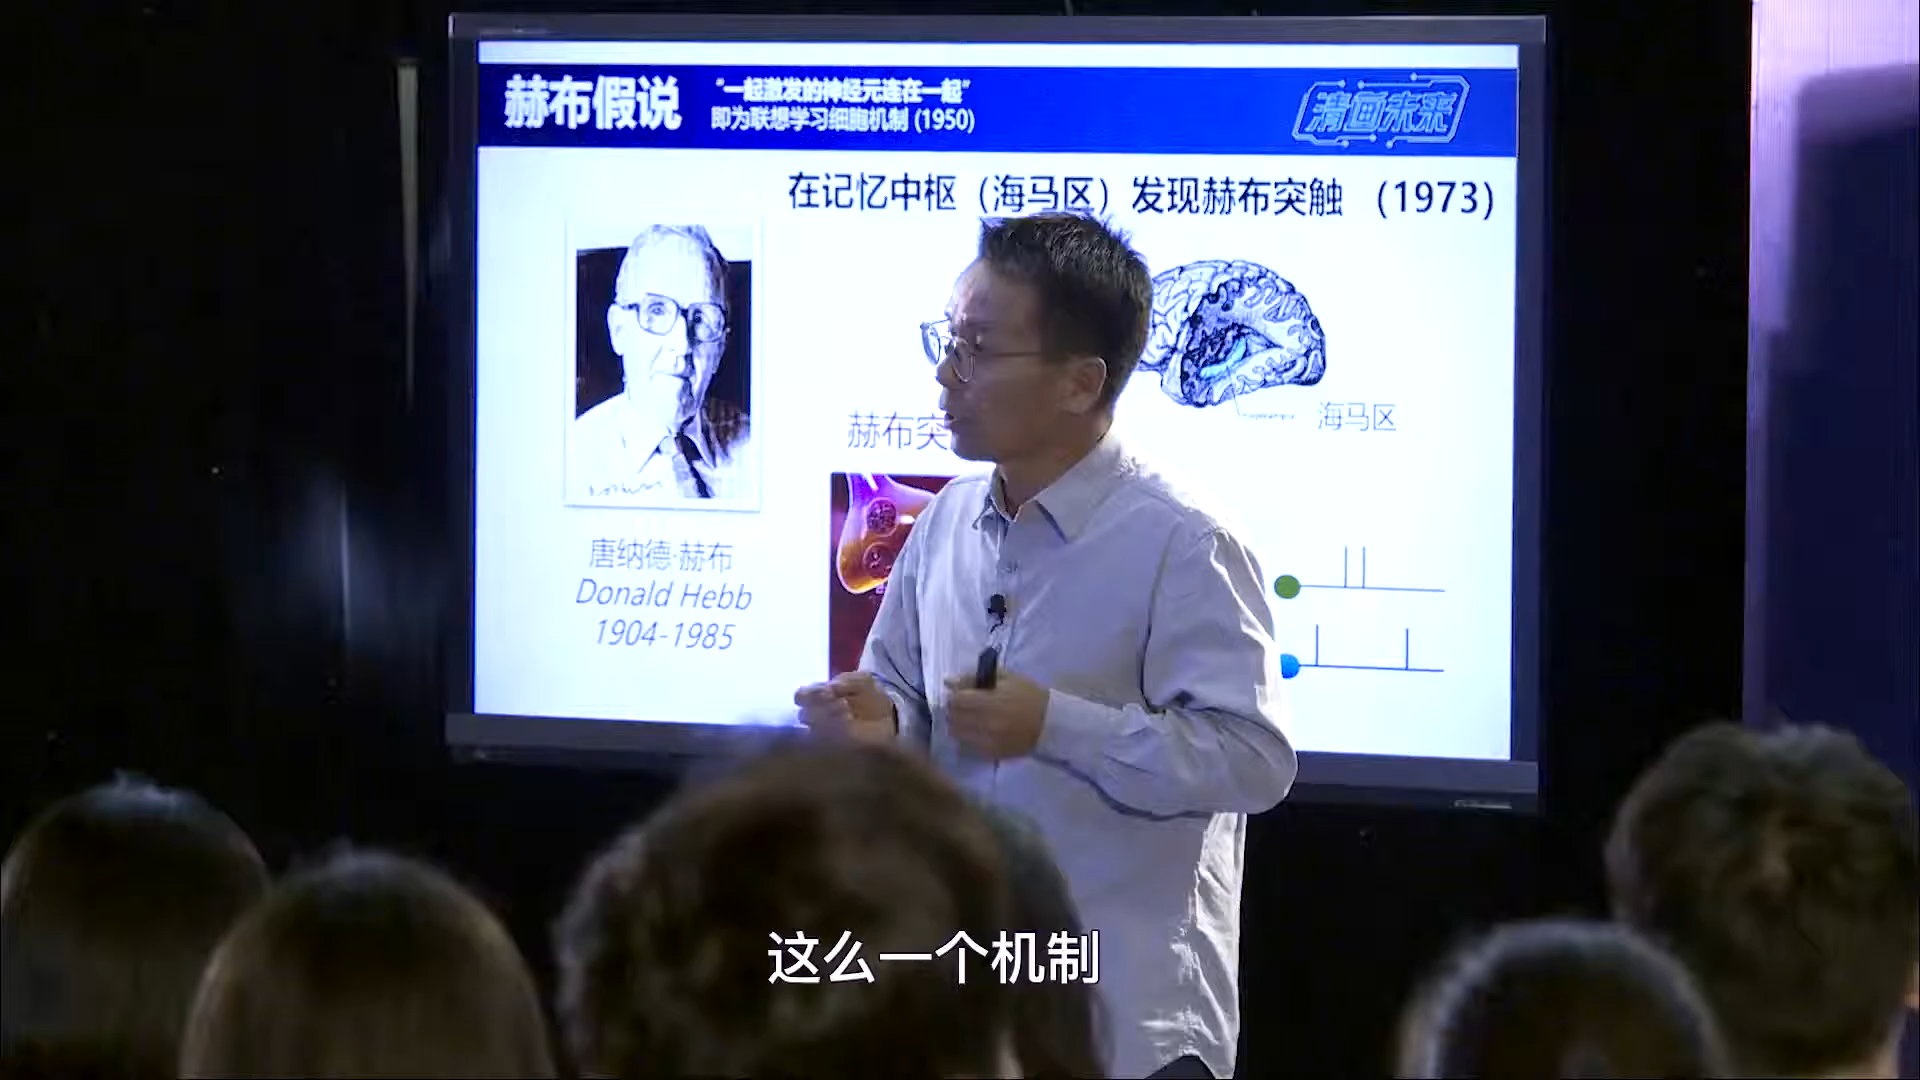 赫布假说
“一起激发的神经元连在一起”
即为联想学习细胞机制 (1950)
清画未来
在记忆中枢（海马区）发现赫布突触 (1973)
海马区
赫布突
唐纳德·赫布
Donald Hebb
1904-1985
这么一个机制